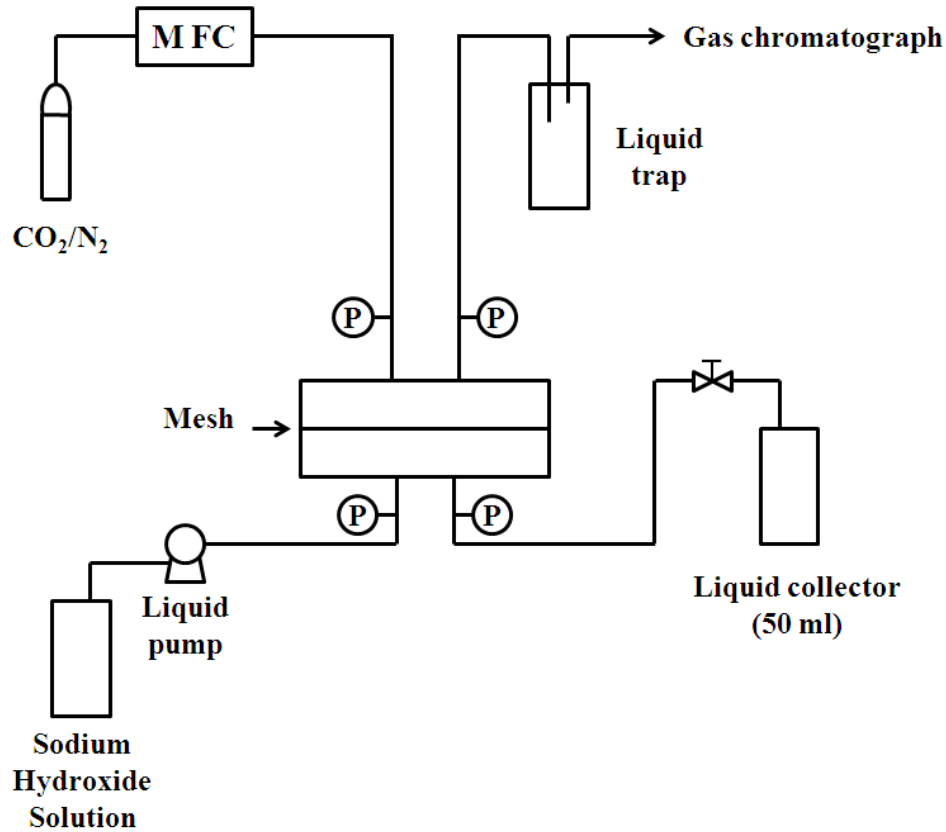 M FC
Gas chromatograph
Liquid
trap
CO₂/N₂
P
P
Mesh
P
P
Liquid
pump
Liquid collector
(50 ml)
Sodium
Hydroxide
Solution